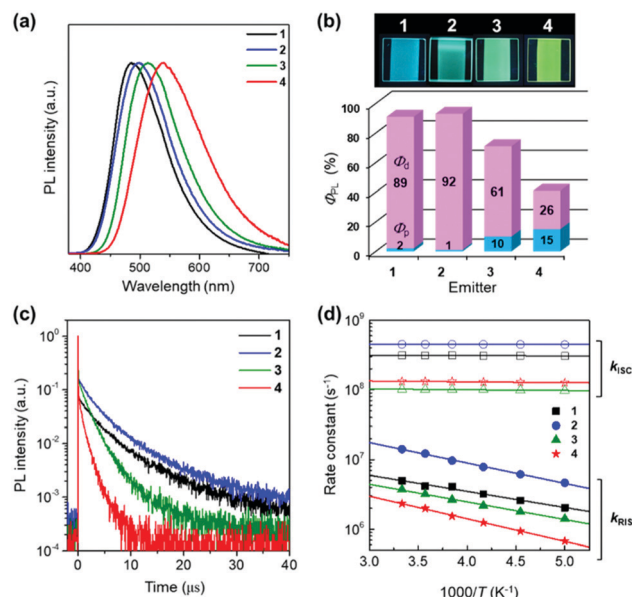 (a)
PL intensity (a.u.)
1
2
3
4
400
500
600
700
Wavelength (nm)
(b)
1 2 3 4
Φ_PL (%)
100
80
60
40
20
0
Φ_d
89
92
61
26
Φ_p
2
1
10
15
1 2 3 4
Emitter
(c)
PL intensity (a.u.)
10^0
10^-1
10^-2
10^-3
10^-4
1
2
3
4
0 10 20 30 40
Time (μs)
(d)
Rate constant (s^-1)
10^9
10^8
10^7
10^6
k_ISC
1
2
3
4
k_RIS
3.0 3.5 4.0 4.5 5.0
1000/T (K^-1)